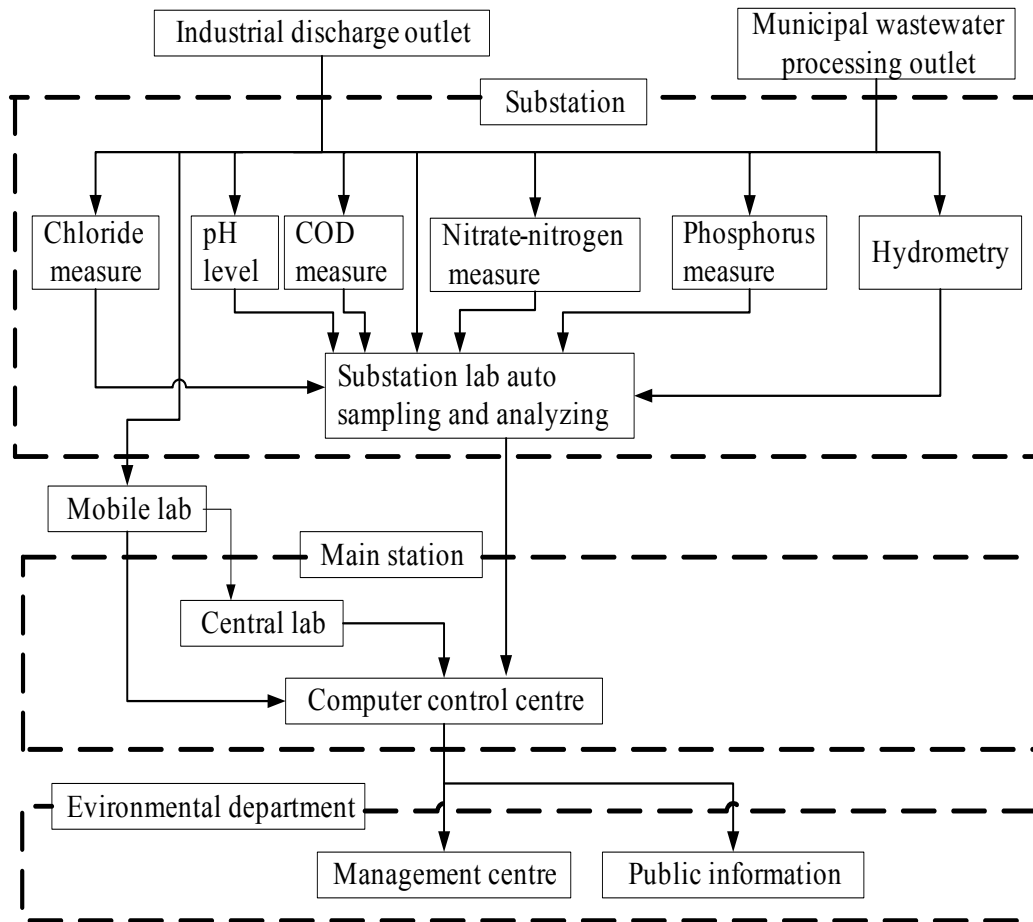 Industrial discharge outlet
Municipal wastewater
processing outlet
Substation
Chloride
measure
pH
level
COD
measure
Nitrate-nitrogen
measure
Phosphorus
measure
Hydrometry
Substation lab auto
sampling and analyzing
Mobile lab
Main station
Central lab
Computer control centre
Evironmental department
Management centre
Public information